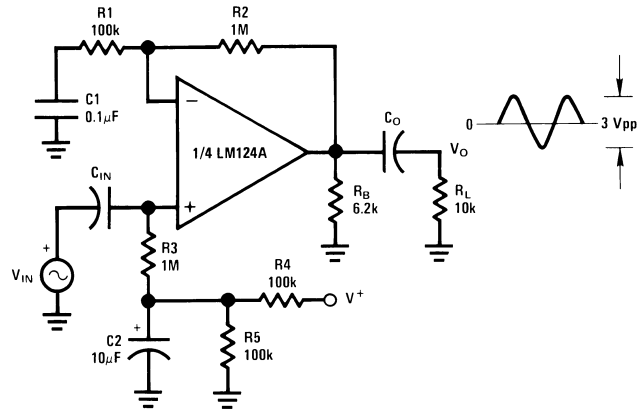 R1
100k
R2
1M
C1
0.1μF
−
1/4 LM124A
+
CIN
CO
VO
0
3 Vpp
RB
6.2k
RL
10k
+
VIN
R3
1M
R4
100k
V+
+
C2
10μF
R5
100k